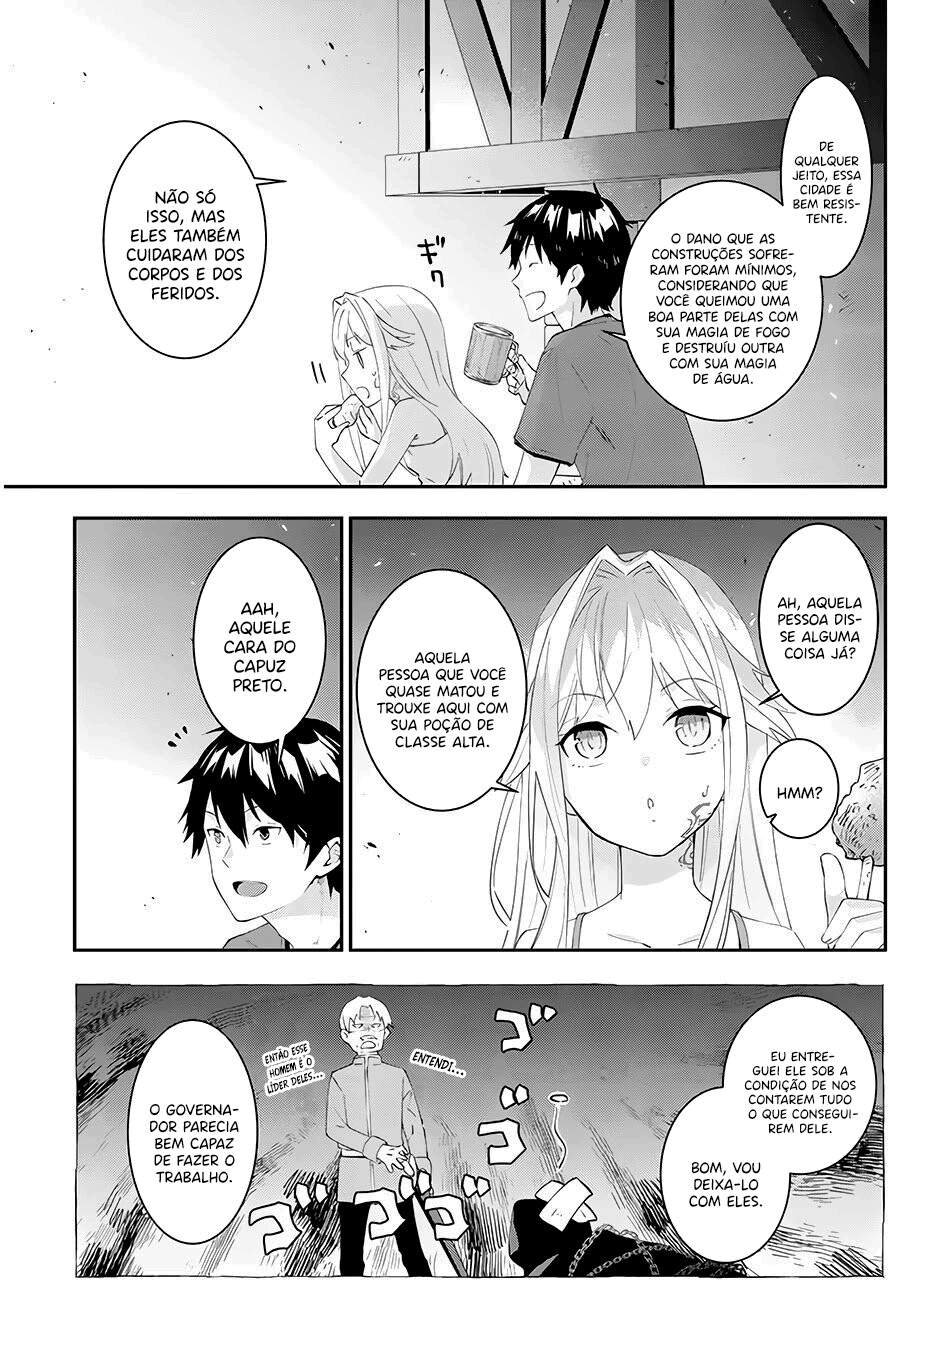 DE
QUALQUER
JEITO, ESSA
CIDADE É
BEM RESIS-
TENTE.
O DANO QUE AS
CONSTRUÇÕES SOFRE-
RAM FORAM MÍNIMOS,
CONSIDERANDO QUE
VOCÊ QUEIMOU UMA
BOA PARTE DELAS COM
SUA MAGIA DE FOGO
E DESTRUÍU OUTRA
COM SUA MAGIA
DE ÁGUA.
NÃO SÓ
ISSO, MAS
ELES TAMBÉM
CUIDARAM DOS
CORPOS E DOS
FERIDOS.
ギク
AH, AQUELA
PESSOA DIS-
SE ALGUMA
COISA JÁ?
HMM?
AQUELA
PESSOA QUE VOCÊ
QUASE MATOU E
TROUXE AQUI COM
SUA POÇÃO DE
CLASSE ALTA.
AAH,
AQUELE
CARA DO
CAPUZ
PRETO.
EU ENTRE-
GUEI ELE SOB A
CONDIÇÃO DE NOS
CONTAREM TUDO
O QUE CONSEGUI-
REM DELE.
BOM, VOU
DEIXA-LO
COM ELES.
ENTENDI...
ENTÃO ESSE
HOMEM É O
LÍDER DELES...
ゴゴゴゴゴ
O GOVERNA-
DOR PARECIA
BEM CAPAZ
DE FAZER O
TRABALHO.